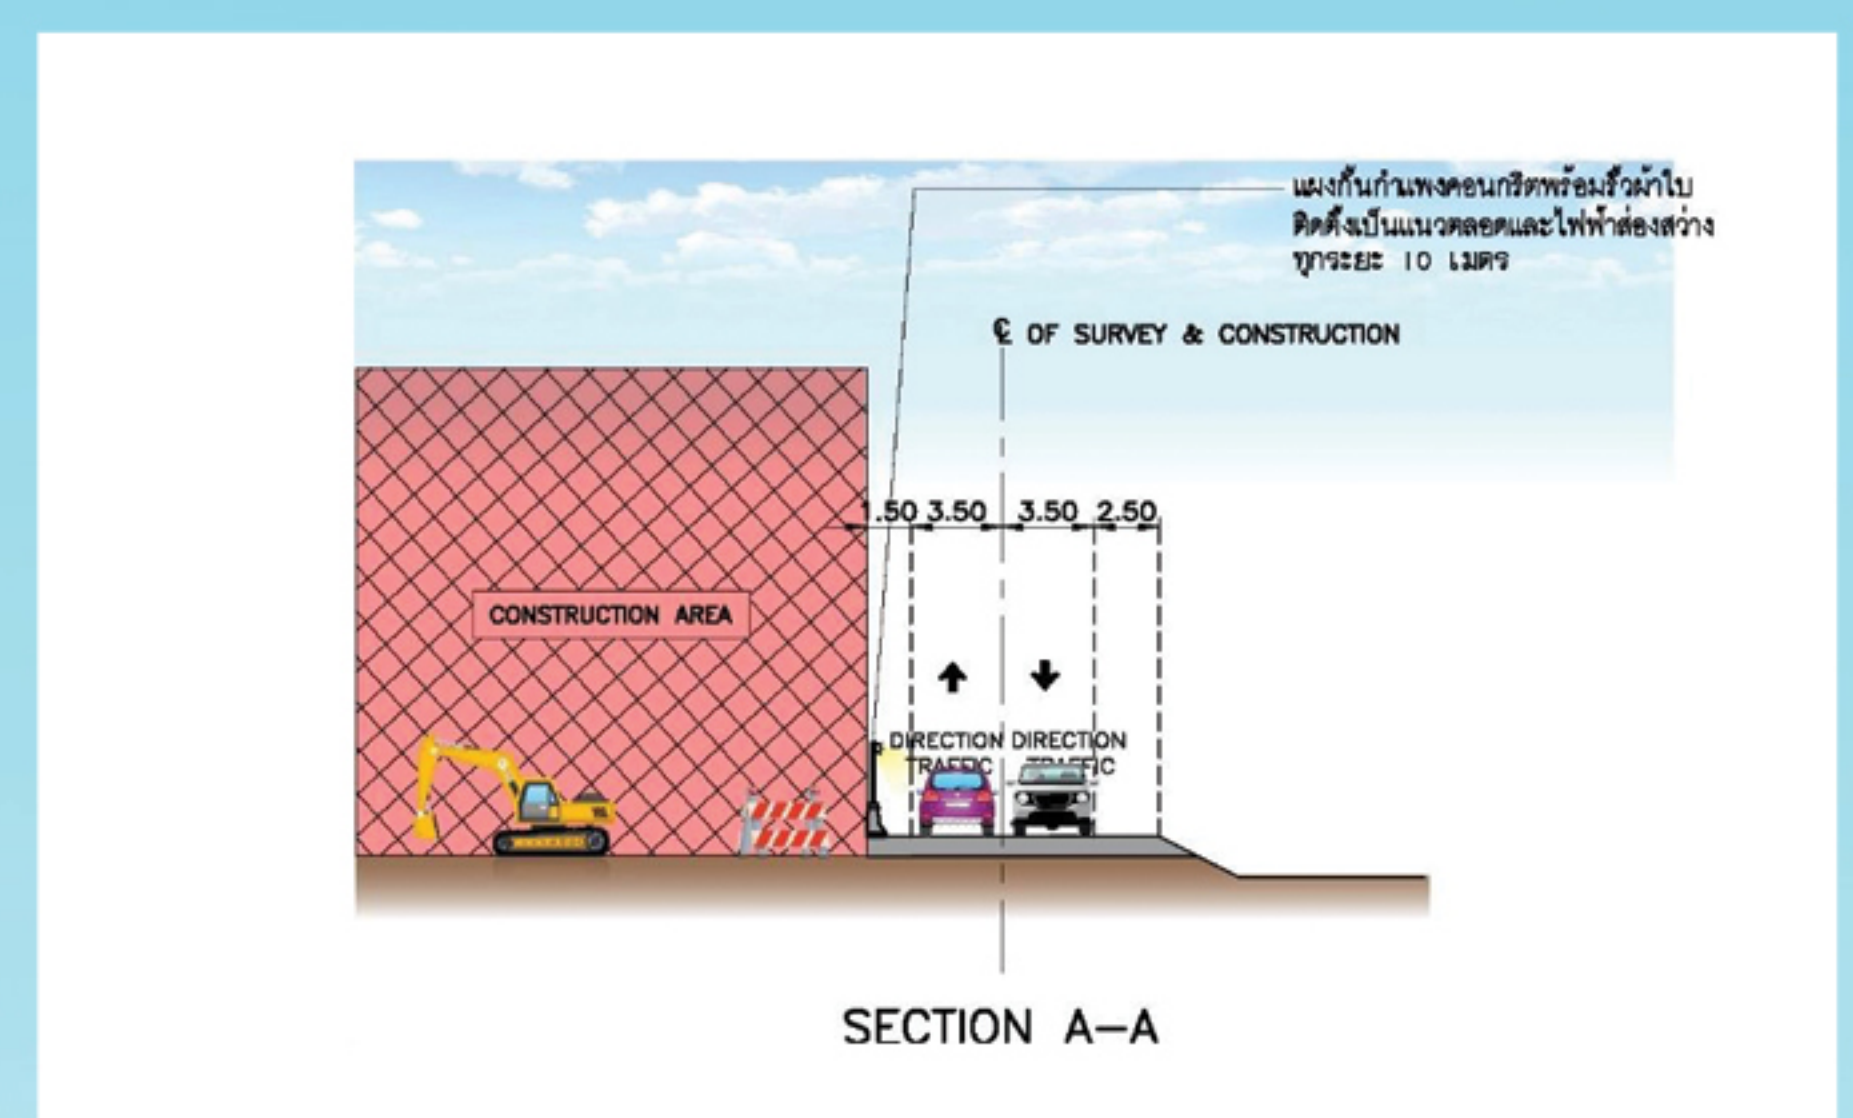 แผงกั้นกำแพงคอนกรีตพร้อมรั้วผ้าใบ
ติดตั้งเป็นแนวตลอดและไฟฟ้าส่องสว่าง
ทุกระยะ 10 เมตร
℄ OF SURVEY & CONSTRUCTION
1.50 3.50 3.50 2.50
CONSTRUCTION AREA
DIRECTION DIRECTION
TRAFFIC TRAFFIC
SECTION A–A